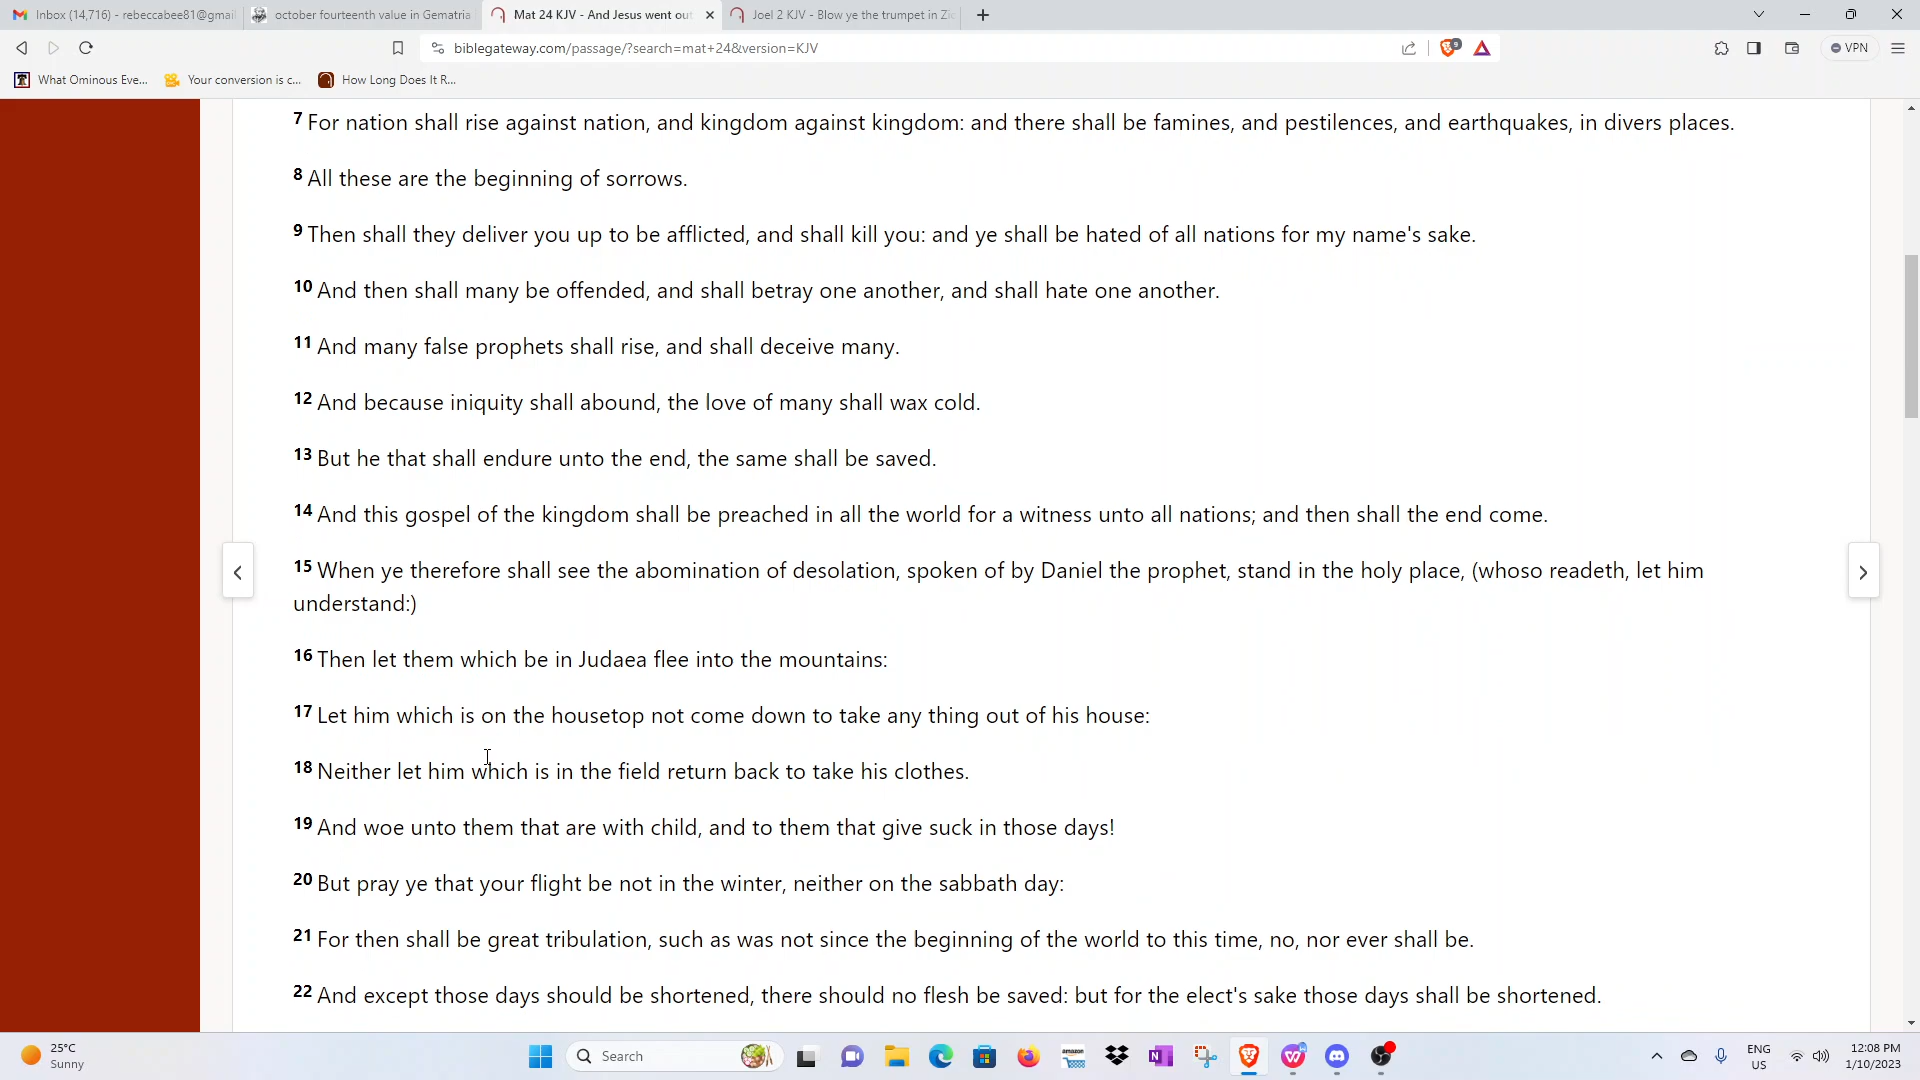 Inbox (14,716) - rebeccabee81@gmai
october fourteenth value in Gematria
Mat 24 KJV - And Jesus went out
Joel 2 KJV - Blow ye the trumpet in Zio
biblegateway.com/passage/?search=mat+24&version=KJV
9
VPN
What Ominous Eve...
Your conversion is c...
How Long Does It R...
7 For nation shall rise against nation, and kingdom against kingdom: and there shall be famines, and pestilences, and earthquakes, in divers places.
8 All these are the beginning of sorrows.
9 Then shall they deliver you up to be afflicted, and shall kill you: and ye shall be hated of all nations for my name's sake.
10 And then shall many be offended, and shall betray one another, and shall hate one another.
11 And many false prophets shall rise, and shall deceive many.
12 And because iniquity shall abound, the love of many shall wax cold.
13 But he that shall endure unto the end, the same shall be saved.
14 And this gospel of the kingdom shall be preached in all the world for a witness unto all nations; and then shall the end come.
15 When ye therefore shall see the abomination of desolation, spoken of by Daniel the prophet, stand in the holy place, (whoso readeth, let him
understand:)
16 Then let them which be in Judaea flee into the mountains:
17 Let him which is on the housetop not come down to take any thing out of his house:
18 Neither let him which is in the field return back to take his clothes.
19 And woe unto them that are with child, and to them that give suck in those days!
20 But pray ye that your flight be not in the winter, neither on the sabbath day:
21 For then shall be great tribulation, such as was not since the beginning of the world to this time, no, nor ever shall be.
22 And except those days should be shortened, there should no flesh be saved: but for the elect's sake those days shall be shortened.
25°C
Sunny
Search
amazon
ENG
US
12:08 PM
1/10/2023